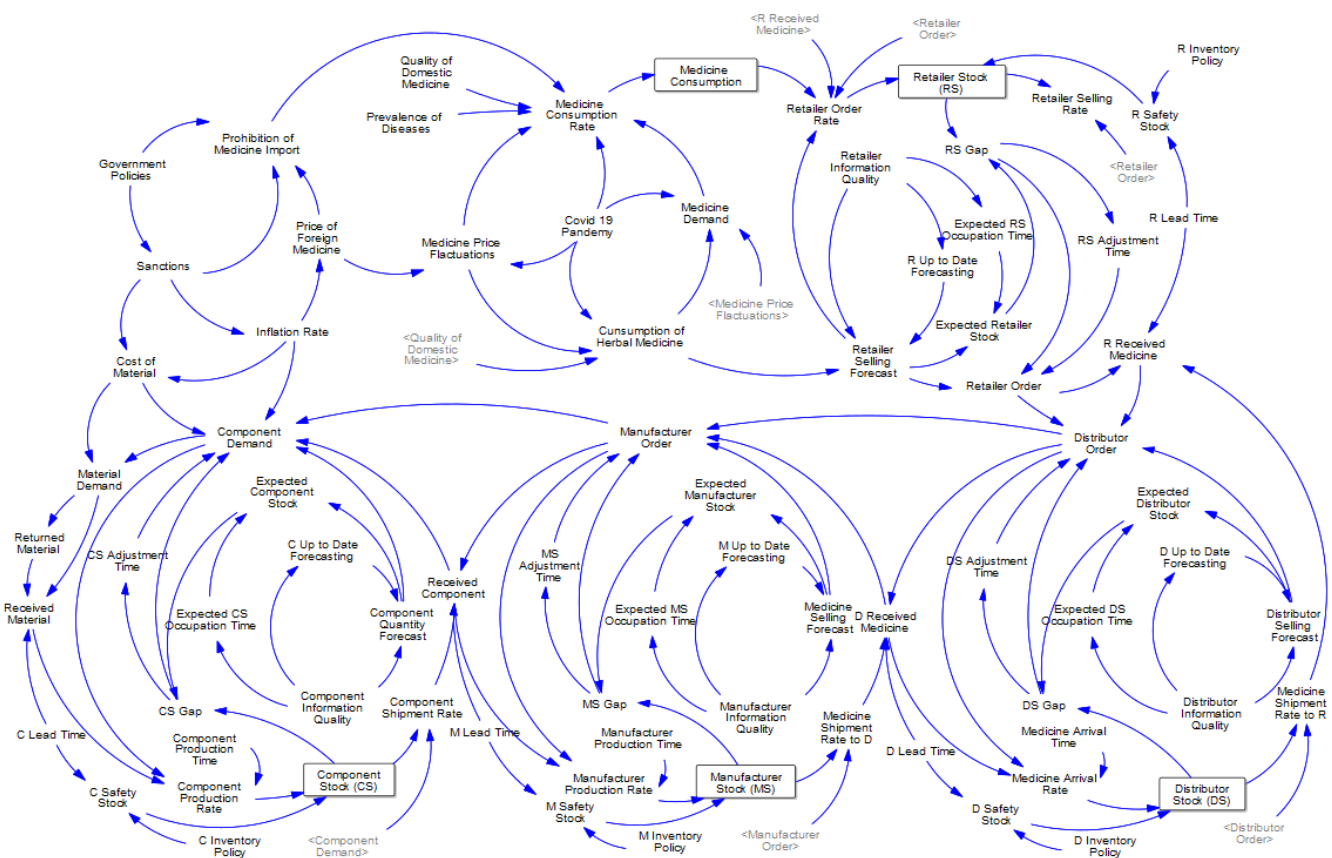 <R Received
Medicine>
<Retailer
Order>
R Inventory
Policy
Quality of
Domestic
Medicine
Medicine
Consumption
Retailer Stock
(RS)
Prevalence of
Diseases
Medicine
Consumption
Rate
Retailer Order
Rate
Retailer Selling
Rate
R Safety
Stock
Prohibition of
Medicine Import
Government
Policies
Retailer
Information
Quality
RS Gap
<Retailer
Order>
Medicine
Demand
Covid 19
Pandemy
Price of
Foreign
Medicine
Medicine Price
Flactuations
Expected RS
Occupation Time
R Lead Time
RS Adjustment
Time
Sanctions
R Up to Date
Forecasting
<Medicine Price
Flactuations>
Inflation Rate
<Quality of
Domestic
Medicine>
Cunsumption of
Herbal Medicine
Expected Retailer
Stock
Cost of
Material
Retailer
Selling
Forecast
R Received
Medicine
Retailer Order
Component
Demand
Manufacturer
Order
Distributor
Order
Material
Demand
Expected
Component
Stock
Expected
Manufacturer
Stock
Expected
Distributor
Stock
Returned
Material
CS Adjustment
Time
C Up to Date
Forecasting
MS
Adjustment
Time
M Up to Date
Forecasting
DS Adjustment
Time
D Up to Date
Forecasting
Received
Material
Expected CS
Occupation Time
Component
Quantity
Forecast
Received
Component
Expected MS
Occupation Time
Medicine
Selling
Forecast
D Received
Medicine
Expected DS
Occupation Time
Distributor
Selling
Forecast
CS Gap
Component
Information
Quality
Component
Shipment Rate
MS Gap
Manufacturer
Information
Quality
Medicine
Shipment
Rate to D
DS Gap
Distributor
Information
Quality
Medicine
Shipment
Rate to R
C Lead Time
Component
Production
Time
M Lead Time
Manufacturer
Production Time
D Lead Time
Medicine Arrival
Time
C Safety
Stock
Component
Production
Rate
Component
Stock (CS)
Manufacturer
Production Rate
Manufacturer
Stock (MS)
Medicine Arrival
Rate
Distributor
Stock (DS)
M Safety
Stock
D Safety
Stock
C Inventory
Policy
<Component
Demand>
M Inventory
Policy
<Manufacturer
Order>
D Inventory
Policy
<Distributor
Order>